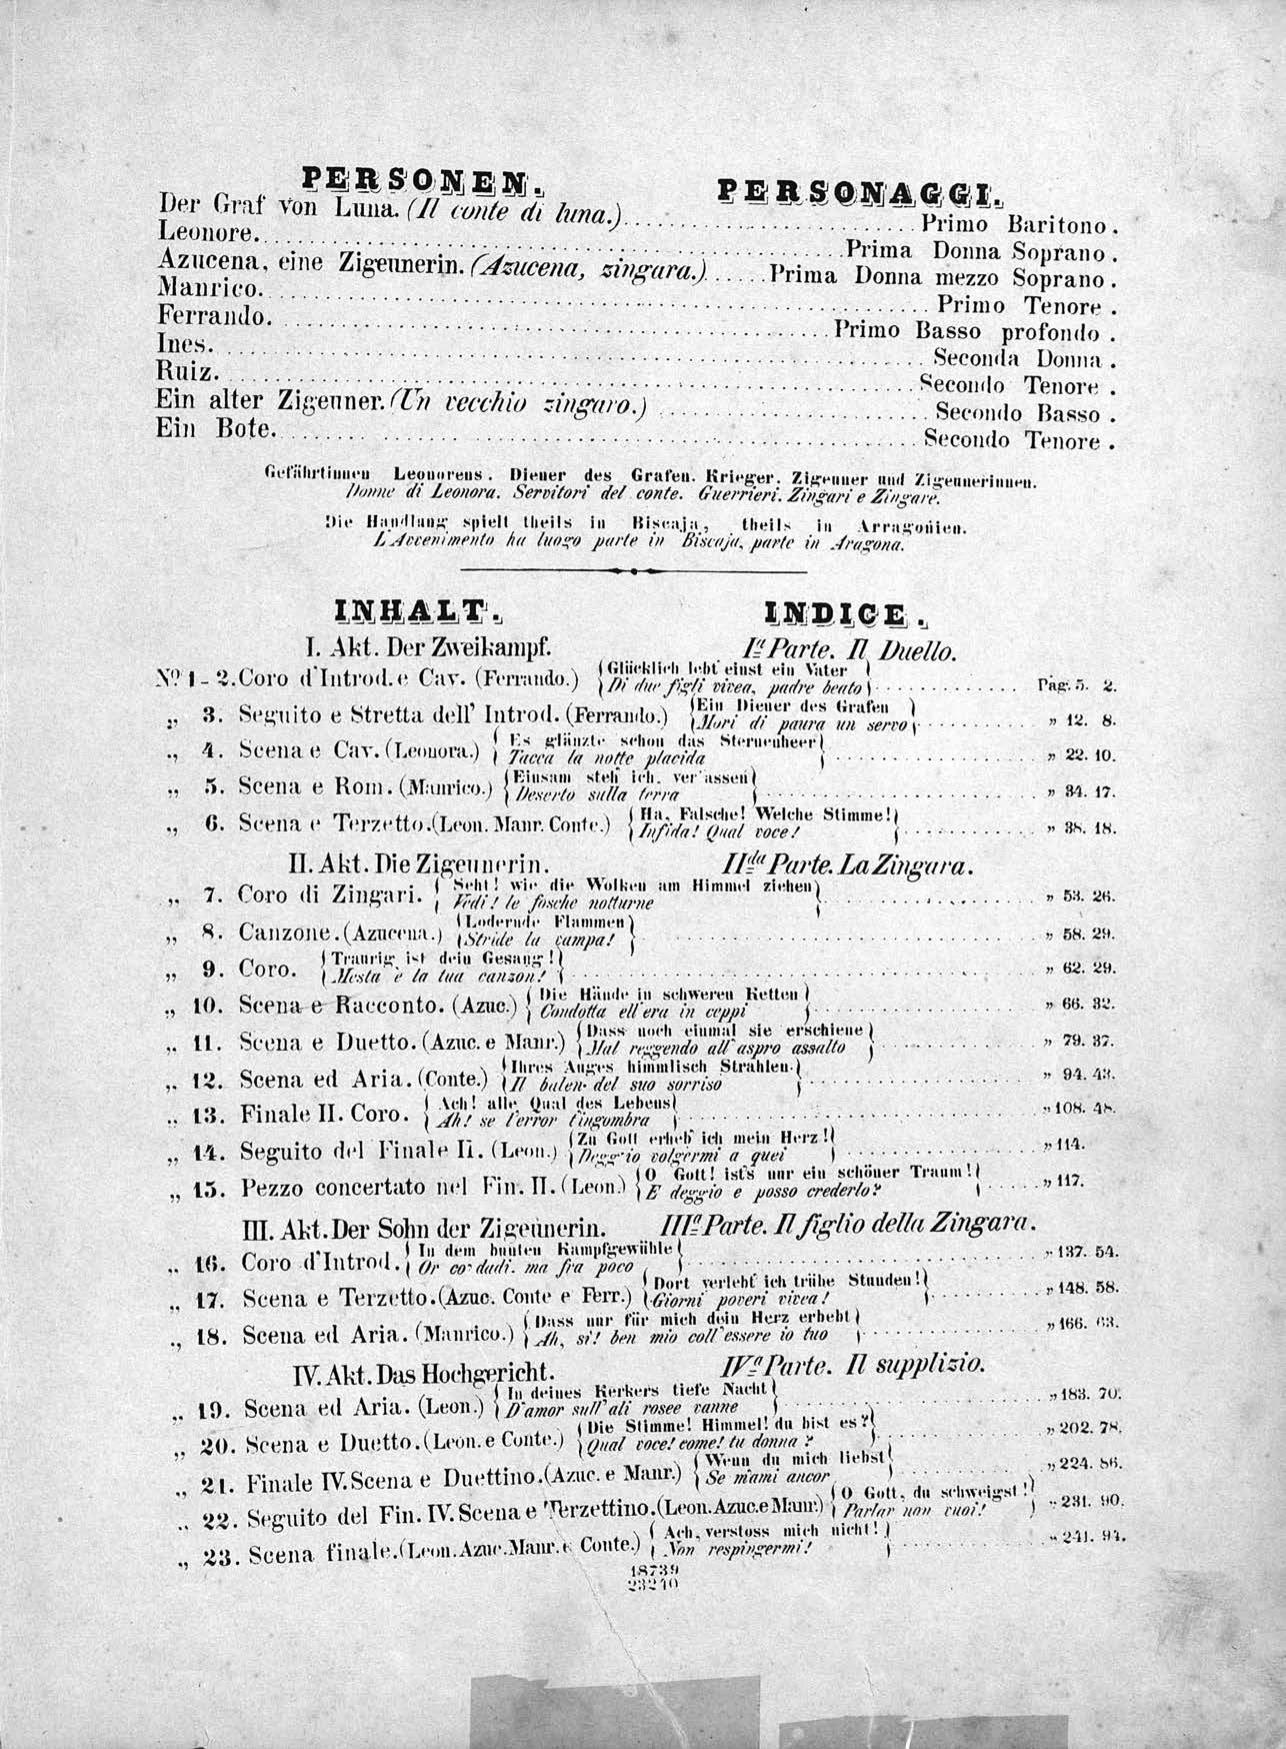 PERSONEN. PERSONAGGI.
Der Graf von Luna. (Il conte di luna.) Primo Baritono.
Leonore. Prima Donna Soprano.
Azucena, eine Zigeunerin. (Azucena, zingara.) Prima Donna mezzo Soprano.
Manrico. Primo Tenore.
Ferrando. Primo Basso profondo.
Ines. Seconda Donna.
Ruiz. Secondo Tenore.
Ein alter Zigeuner. (Un vecchio zingaro.) Secondo Basso.
Ein Bote. Secondo Tenore.
Gefährtinnen Leonorens. Diener des Grafen. Krieger. Zigeuner und Zigeunerinnen.
Donne di Leonora. Servitori del conte. Guerrieri. Zingari e Zingare.
Die Handlung spielt theils in Biscaja, theils in Arragonien.
L'Avvenimento ha luogo parte in Biscaja, parte in Aragona.
INHALT. INDICE.
I. Akt. Der Zweikampf. Iª Parte. Il Duello.
Nº 1-2. Coro d'Introd. e Cav. (Ferrando.) Glücklich lebt' einst ein Vater
Di due figli vivea, padre beato Pag. 5. 2.
„ 3. Seguito e Stretta dell' Introd. (Ferrando.) Ein Diener des Grafen
Mori di paura un servo „ 12. 8.
„ 4. Scena e Cav. (Leonora.) Es glänzte schon das Sternenheer
Tacea la notte placida „ 22. 10.
„ 5. Scena e Rom. (Manrico.) Einsam steh' ich, verlassen
Deserto sulla terra „ 34. 17.
„ 6. Scena e Terzetto. (Leon. Manr. Conte.) Ha, Falsche! Welche Stimme!
Infida! Qual voce! „ 38. 18.
II. Akt. Die Zigeunerin. IIda Parte. La Zingara.
„ 7. Coro di Zingari. Seht! wie die Wolken am Himmel ziehen
Vedi! le fosche notturne „ 53. 26.
„ 8. Canzone. (Azucena.) Lodernde Flammen
Stride la vampa! „ 58. 29.
„ 9. Coro. Traurig ist dein Gesang!
Mesta è la tua canzon! „ 62. 29.
„ 10. Scena e Racconto. (Azuc.) Die Hände in schweren Ketten
Condotta ell'era in ceppi „ 66. 32.
„ 11. Scena e Duetto. (Azuc. e Manr.) Dass noch einmal sie erschiene
Mal reggendo all'aspro assalto „ 79. 37.
„ 12. Scena ed Aria. (Conte.) Ihres Auges himmlisch Strahlen
Il balen del suo sorriso „ 94. 43.
„ 13. Finale II. Coro. Ach! alle Qual des Lebens
Ah! se l'error t'ingombra „ 108. 48.
„ 14. Seguito del Finale II. (Leon.) Zu Gott erheb' ich mein Herz!
Degg'io volgermi a quei „ 114.
„ 15. Pezzo concertato nel Fin. II. (Leon.) O Gott! ist's nur ein schöner Traum!
E deggio e posso crederlo? „ 117.
III. Akt. Der Sohn der Zigeunerin. IIIª Parte. Il figlio della Zingara.
„ 16. Coro d'Introd. In dem bunten Kampfgewühle
Or co' dadi, ma fra poco „ 137. 54.
„ 17. Scena e Terzetto. (Azuc. Conte e Ferr.) Dort verlebt' ich trübe Stunden!
Giorni poveri vivea! „ 148. 58.
„ 18. Scena ed Aria. (Manrico.) Dass nur für mich dein Herz erbebt
Ah, sì! ben mio coll'essere io tuo „ 166. 63.
IV. Akt. Das Hochgericht. IVª Parte. Il supplizio.
„ 19. Scena ed Aria. (Leon.) In deines Kerkers tiefe Nacht
D'amor sull' ali rosee vanne „ 183. 70.
„ 20. Scena e Duetto. (Leon. e Conte.) Die Stimme! Himmel! du bist es?
Qual voce! come! tu donna? „ 202. 78.
„ 21. Finale IV. Scena e Duettino. (Azuc. e Manr.) Wenn du mich liebst
Se m'ami ancor „ 224. 86.
„ 22. Seguito del Fin. IV. Scena e Terzettino. (Leon. Azuc. e Manr.) O Gott, du schweigst!
Parlar non vuoi! „ 231. 90.
„ 23. Scena finale. (Leon. Azuc. Manr. e Conte.) Ach, verstoss mich nicht!
Non respingermi! „ 241. 94.
18739
23210